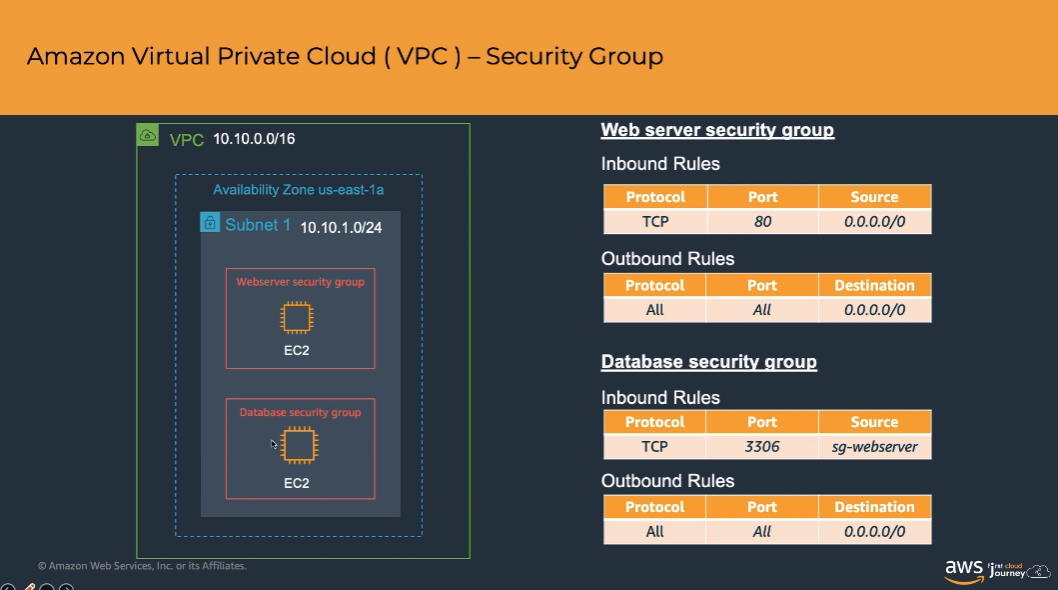 Amazon Virtual Private Cloud ( VPC ) – Security Group
VPC 10.10.0.0/16
Availability Zone us-east-1a
Subnet 1 10.10.1.0/24
Webserver security group
EC2
Database security group
EC2
Web server security group
Inbound Rules
Protocol Port Source
TCP 80 0.0.0.0/0
Outbound Rules
Protocol Port Destination
All All 0.0.0.0/0
Database security group
Inbound Rules
Protocol Port Source
TCP 3306 sg-webserver
Outbound Rules
Protocol Port Destination
All All 0.0.0.0/0
© Amazon Web Services, Inc. or its Affiliates.
aws first cloud
journey